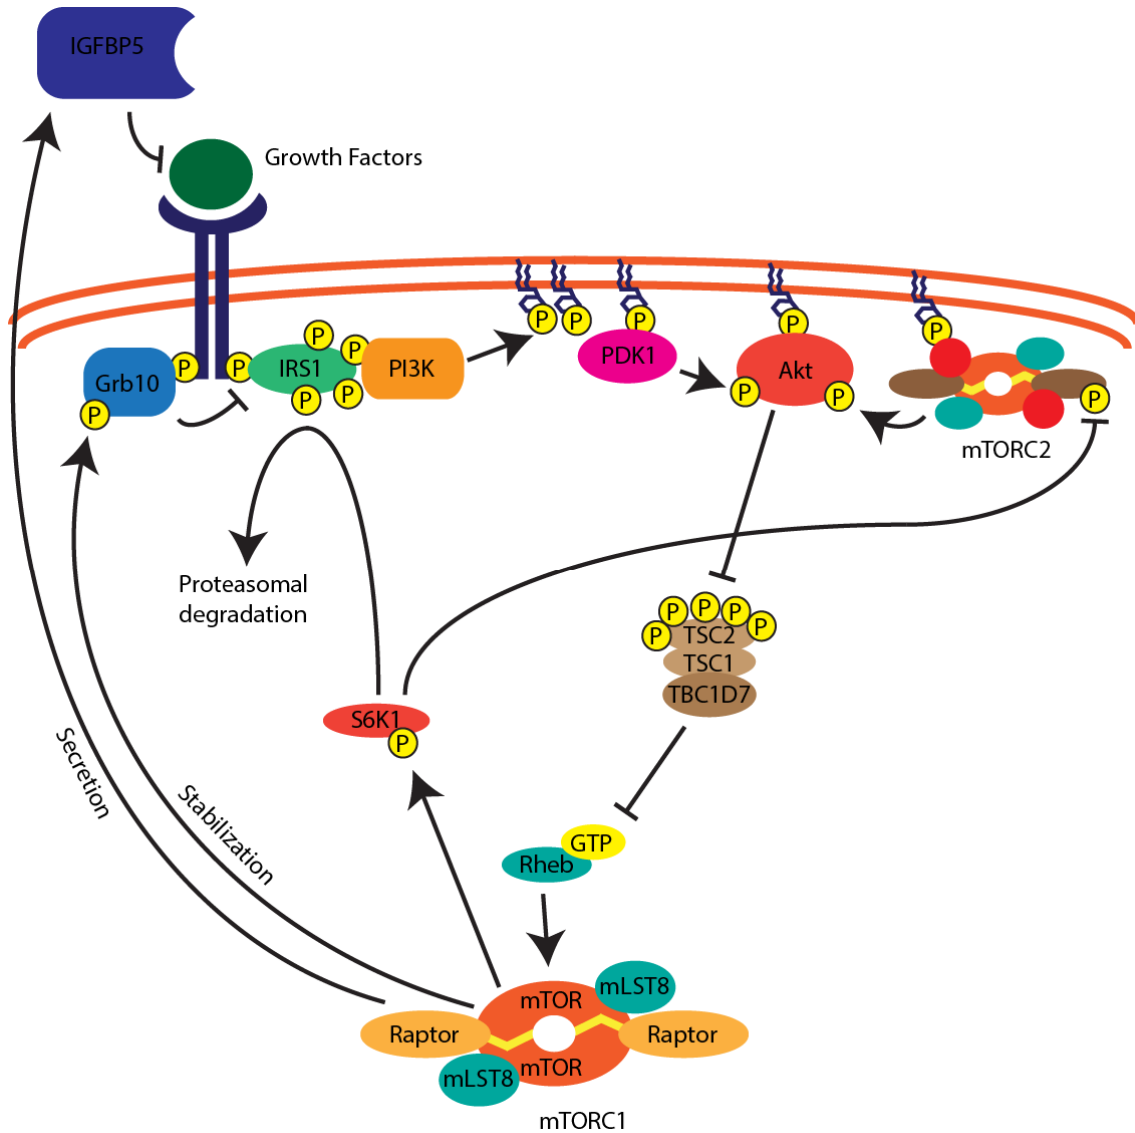 IGFBP5
Growth Factors
P
P
P
P
P
P
P
P
P
Grb10
P
P
IRS1
P
PI3K
PDK1
Akt
P
P
P
P
P
P
mTORC2
Proteasomal
degradation
P
P
P
P
P
TSC2
TSC1
TBC1D7
S6K1
P
Secretion
Stabilization
GTP
Rheb
mTOR
mLST8
Raptor
Raptor
mTOR
mLST8
mTORC1